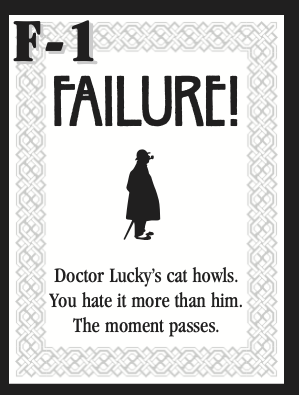 F-1
FAILURE!
Doctor Lucky's cat howls.
You hate it more than him.
The moment passes.